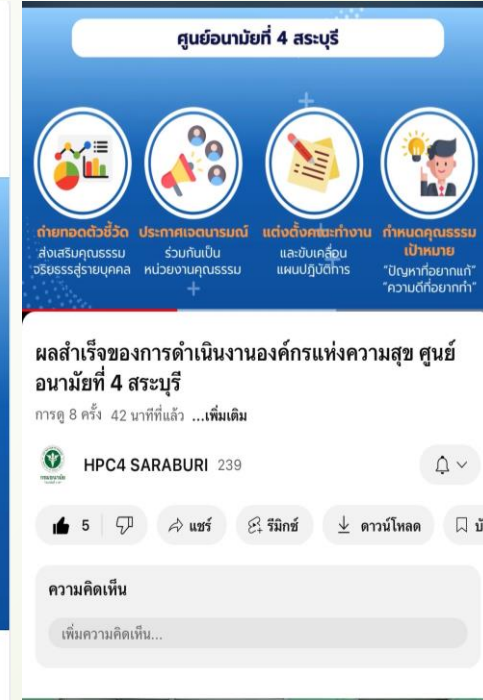 ศูนย์อนามัยที่ 4 สระบุรี
ถ่ายทอดตัวชี้วัด
ส่งเสริมคุณธรรม
จริยธรรสู่รายบุคคล
ประกาศเจตนารมณ์
ร่วมกันเป็น
หน่วยงานคุณธรรม
แต่งตั้งคณะทำงาน
และขับเคลื่อน
แผนปฏิบัติการ
กำหนดคุณธรรม
เป้าหมาย
"ปัญหาที่อยากแก้"
"ความดีที่อยากทำ"
ผลสำเร็จของการดำเนินงานองค์กรแห่งความสุข ศูนย์
อนามัยที่ 4 สระบุรี
การดู 8 ครั้ง 42 นาทีที่แล้ว ...เพิ่มเติม
HPC4 SARABURI 239
5 แชร์ รีมิกซ์ ดาวน์โหลด
ความคิดเห็น
เพิ่มความคิดเห็น...